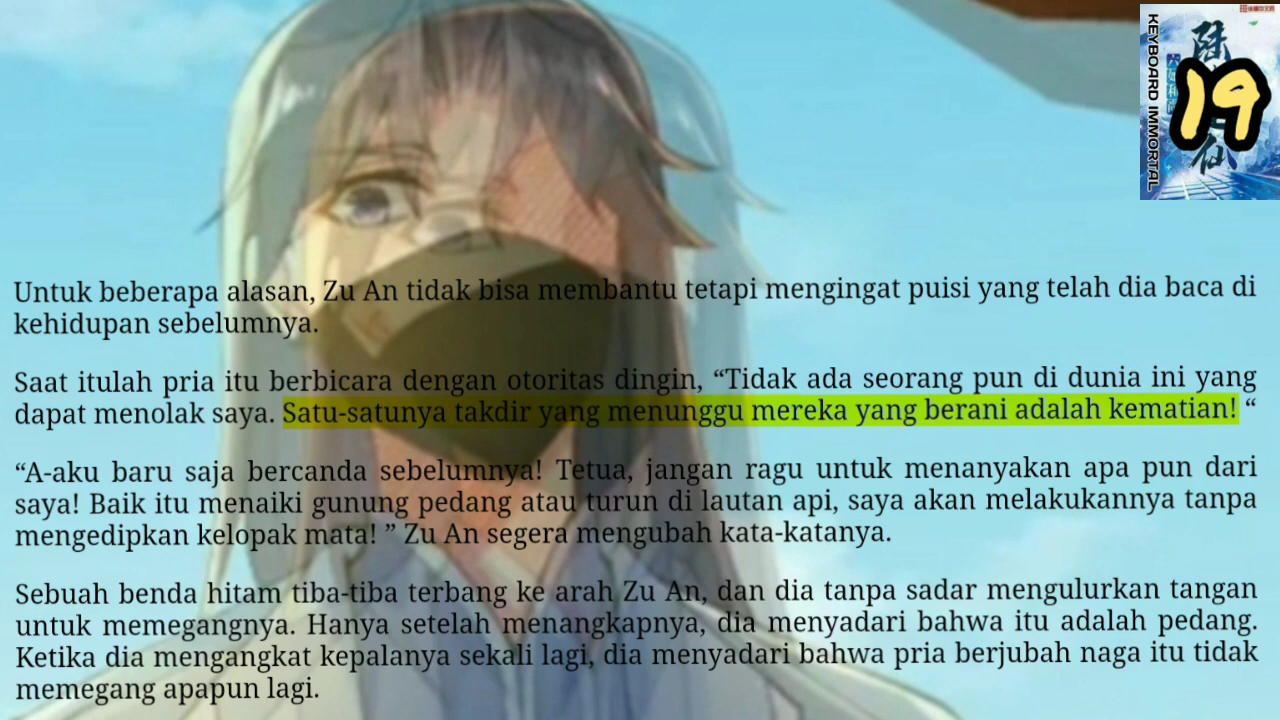 KEYBOARD IMMORTAL
19
Untuk beberapa alasan, Zu An tidak bisa membantu tetapi mengingat puisi yang telah dia baca di
kehidupan sebelumnya.
Saat itulah pria itu berbicara dengan otoritas dingin, “Tidak ada seorang pun di dunia ini yang
dapat menolak saya. Satu-satunya takdir yang menunggu mereka yang berani adalah kematian! “
“A-aku baru saja bercanda sebelumnya! Tetua, jangan ragu untuk menanyakan apa pun dari
saya! Baik itu menaiki gunung pedang atau turun di lautan api, saya akan melakukannya tanpa
mengedipkan kelopak mata! ” Zu An segera mengubah kata-katanya.
Sebuah benda hitam tiba-tiba terbang ke arah Zu An, dan dia tanpa sadar mengulurkan tangan
untuk memegangnya. Hanya setelah menangkapnya, dia menyadari bahwa itu adalah pedang.
Ketika dia mengangkat kepalanya sekali lagi, dia menyadari bahwa pria berjubah naga itu tidak
memegang apapun lagi.